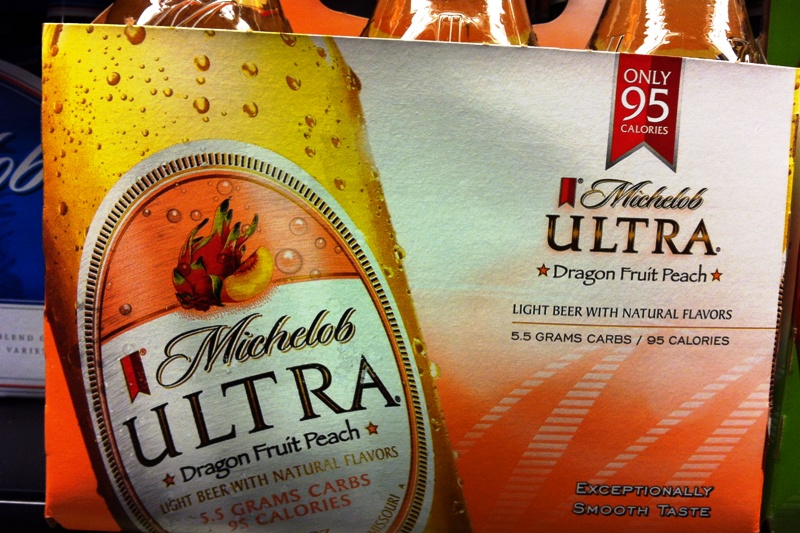 ONLY
95
CALORIES
Michelob
ULTRA
Dragon Fruit Peach
LIGHT BEER WITH NATURAL FLAVORS
5.5 GRAMS CARBS / 95 CALORIES
EXCEPTIONALLY
SMOOTH TASTE
Michelob
ULTRA
Dragon Fruit Peach
LIGHT BEER WITH NATURAL FLAVORS
5.5 GRAMS CARBS
95 CALORIES
MISSOURI